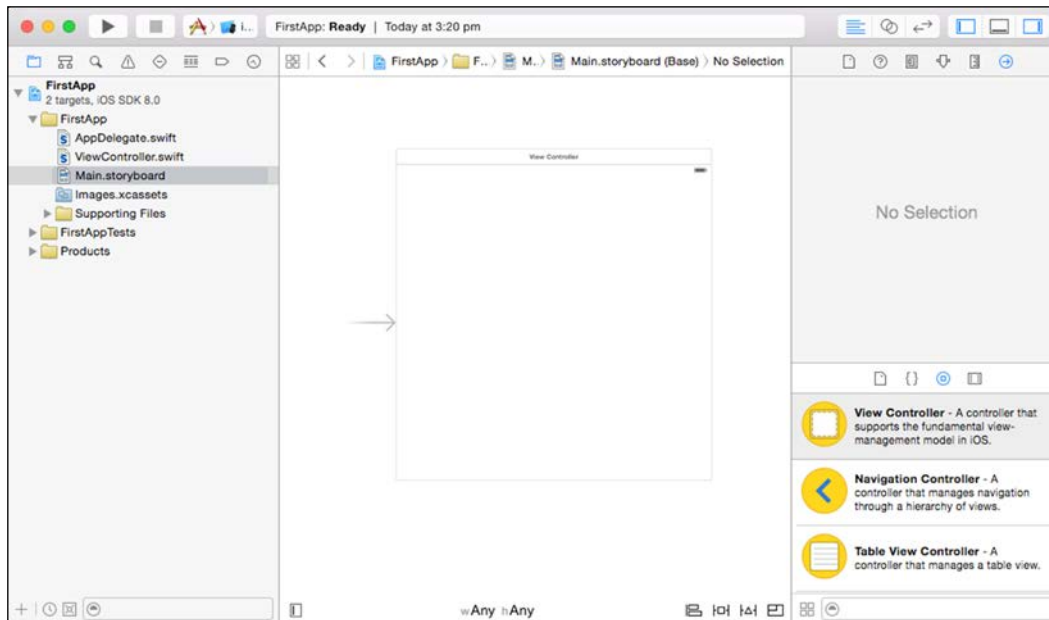 i...
FirstApp: Ready | Today at 3:20 pm
FirstApp
F..
M..
Main.storyboard (Base)
No Selection
FirstApp
2 targets, iOS SDK 8.0
FirstApp
AppDelegate.swift
ViewController.swift
Main.storyboard
Images.xcassets
Supporting Files
FirstAppTests
Products
View Controller
wAny hAny
No Selection
{}
View Controller - A controller that
supports the fundamental view-
management model in iOS.
Navigation Controller - A
controller that manages navigation
through a hierarchy of views.
Table View Controller - A
controller that manages a table view.